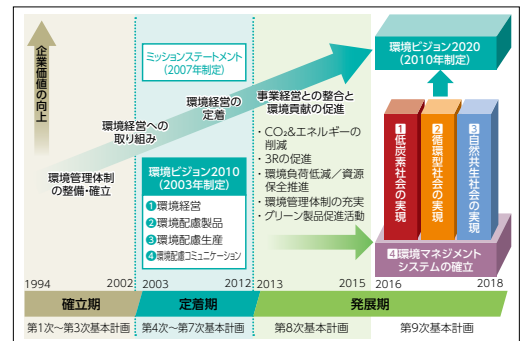 企業価値の向上
ミッションステートメント
(2007年制定)
環境ビジョン2020
(2010年制定)
事業経営との整合と
環境貢献の促進
環境経営の
定着
環境経営への
取り組み
環境管理体制
の整備・確立
・CO₂&エネルギーの
削減
・3Rの促進
・環境負荷低減／資源
保全推進
・環境管理体制の充実
・グリーン製品促進活動
環境ビジョン2010
(2003年制定)
❶環境経営
❷環境配慮製品
❸環境配慮生産
❹環境配慮コミュニケーション
1 低炭素社会の実現
2 循環型社会の実現
3 自然共生社会の実現
4 環境マネジメント
システムの確立
1994 2002 2003 2012 2013 2015 2016 2018
確立期 定着期 発展期
第1次～第3次基本計画 第4次～第7次基本計画 第8次基本計画 第9次基本計画